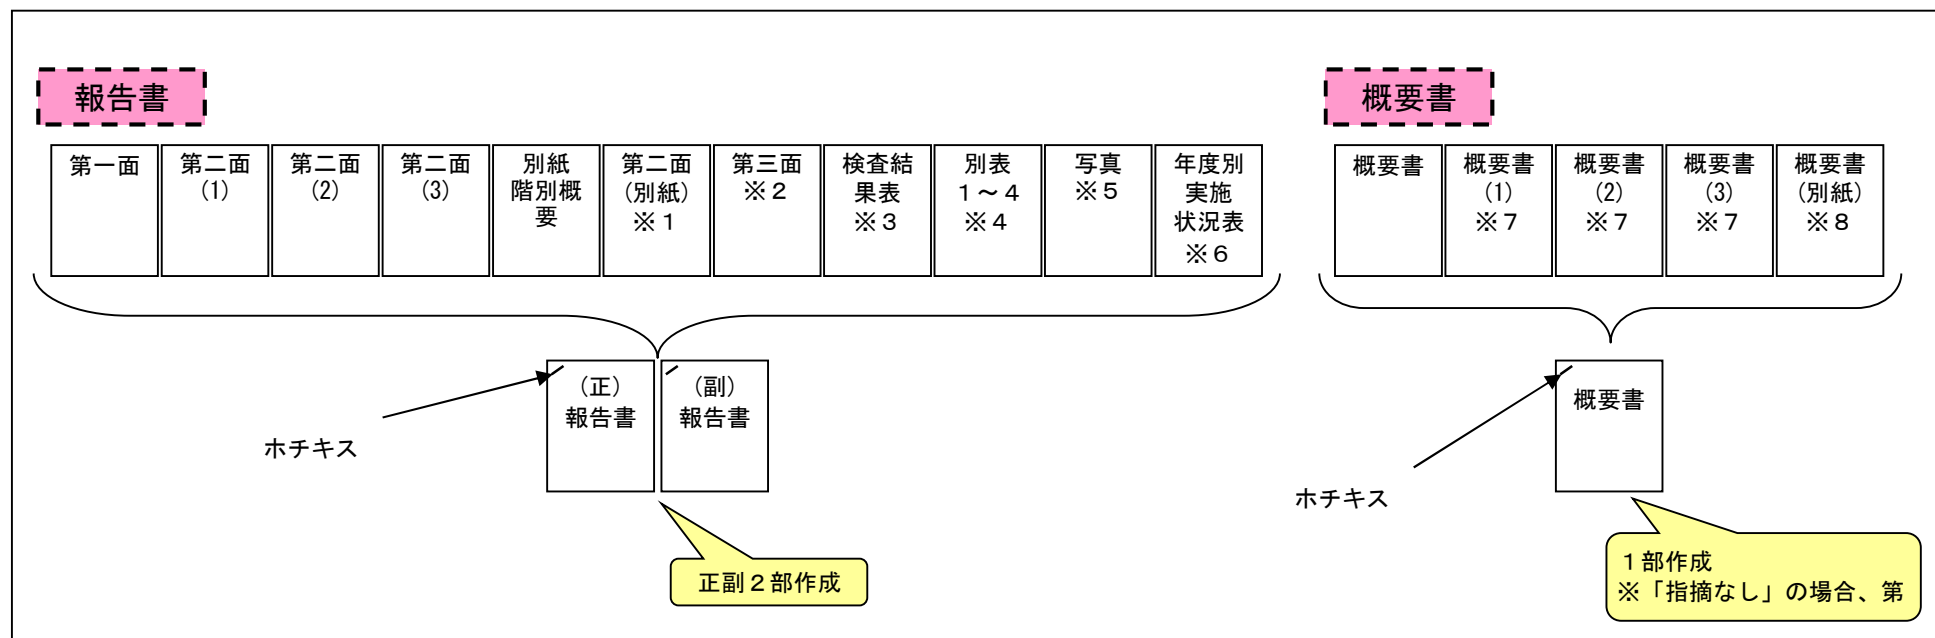 報告書
第一面
第二面
(1)
第二面
(2)
第二面
(3)
別紙
階別概
要
第二面
(別紙)
※１
第三面
※２
検査結
果表
※３
別表
１～４
※４
写真
※５
年度別
実施
状況表
※６
(正)
報告書
(副)
報告書
ホチキス
正副２部作成
概要書
概要書
概要書
(1)
※７
概要書
(2)
※７
概要書
(3)
※７
概要書
(別紙)
※８
概要書
ホチキス
１部作成
※「指摘なし」の場合、第